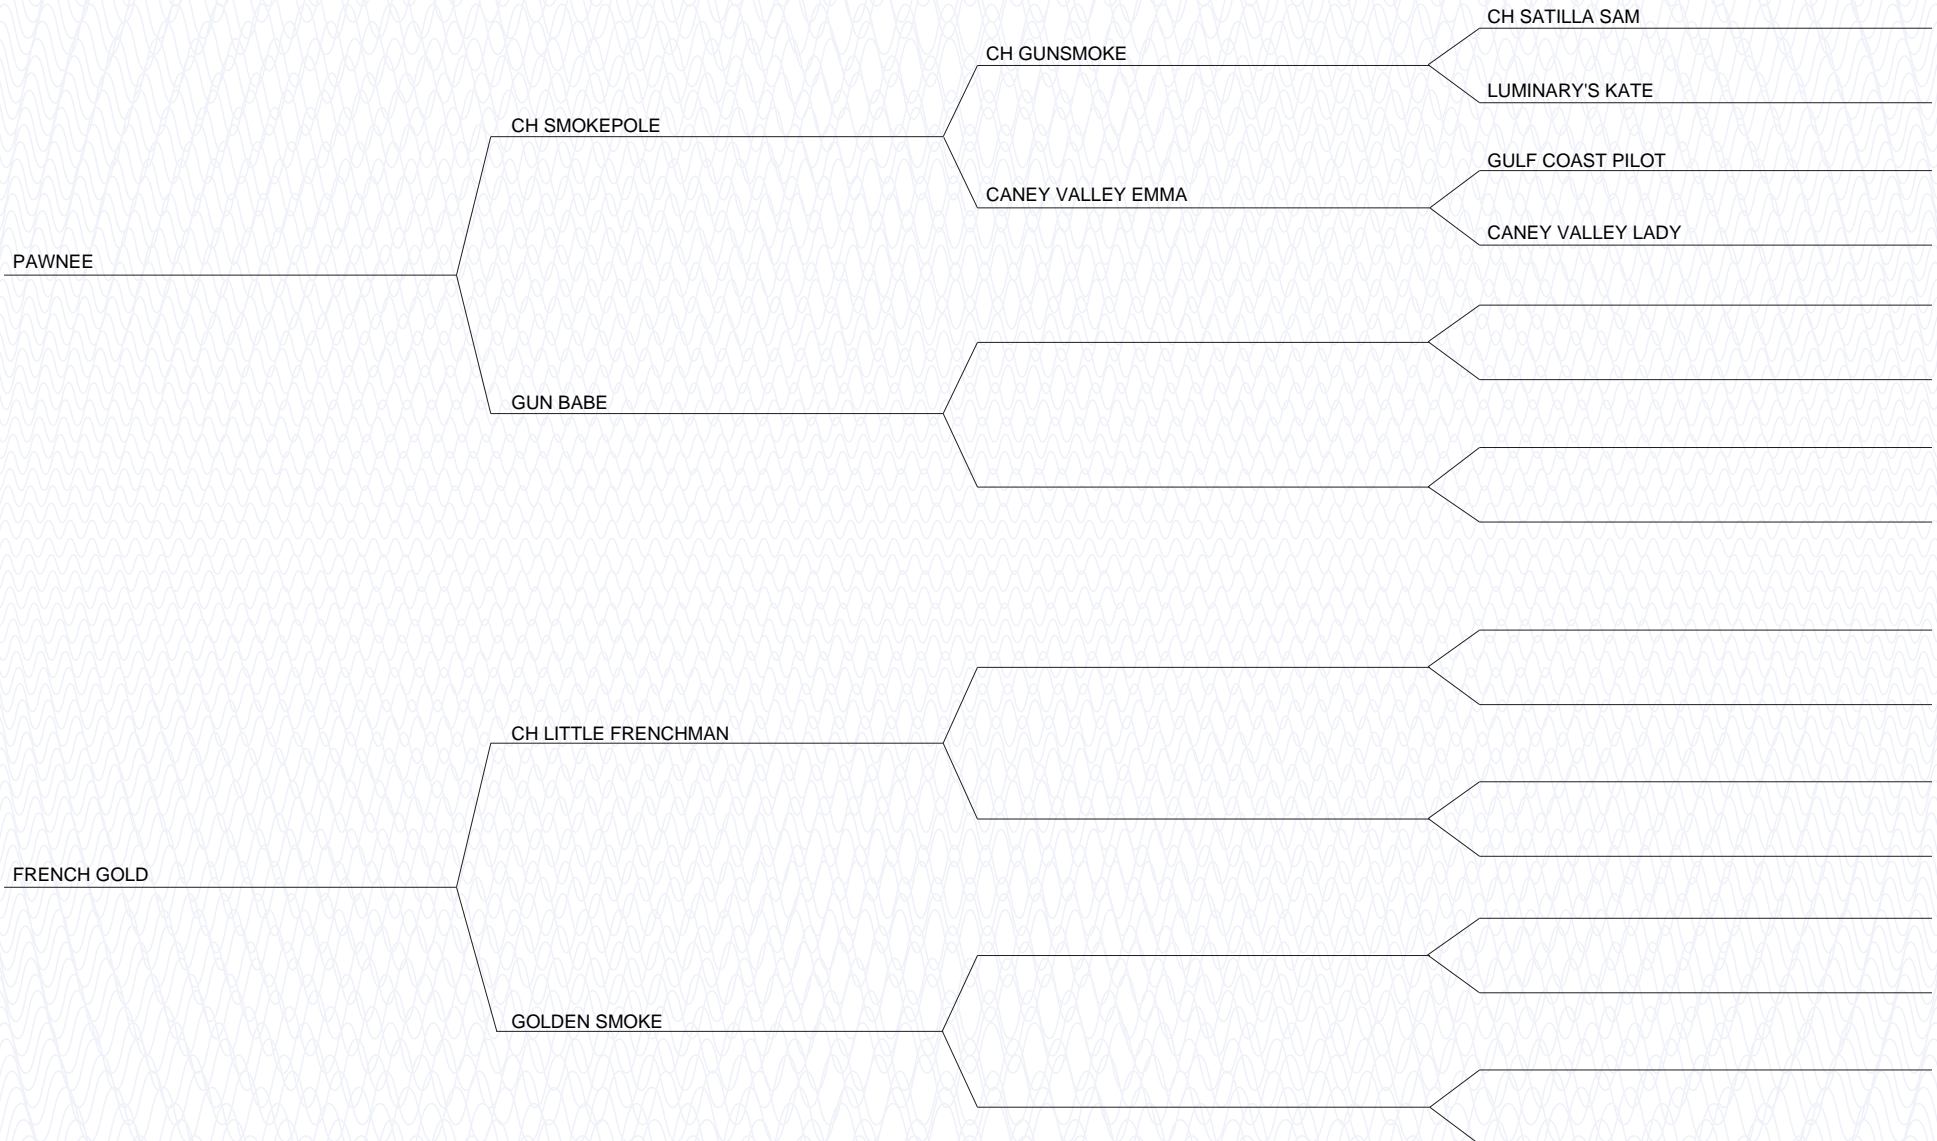 CH SATILLA SAM
CH GUNSMOKE
LUMINARY'S KATE
CH SMOKEPOLE
GULF COAST PILOT
CANEY VALLEY EMMA
CANEY VALLEY LADY
PAWNEE
GUN BABE
CH LITTLE FRENCHMAN
FRENCH GOLD
GOLDEN SMOKE